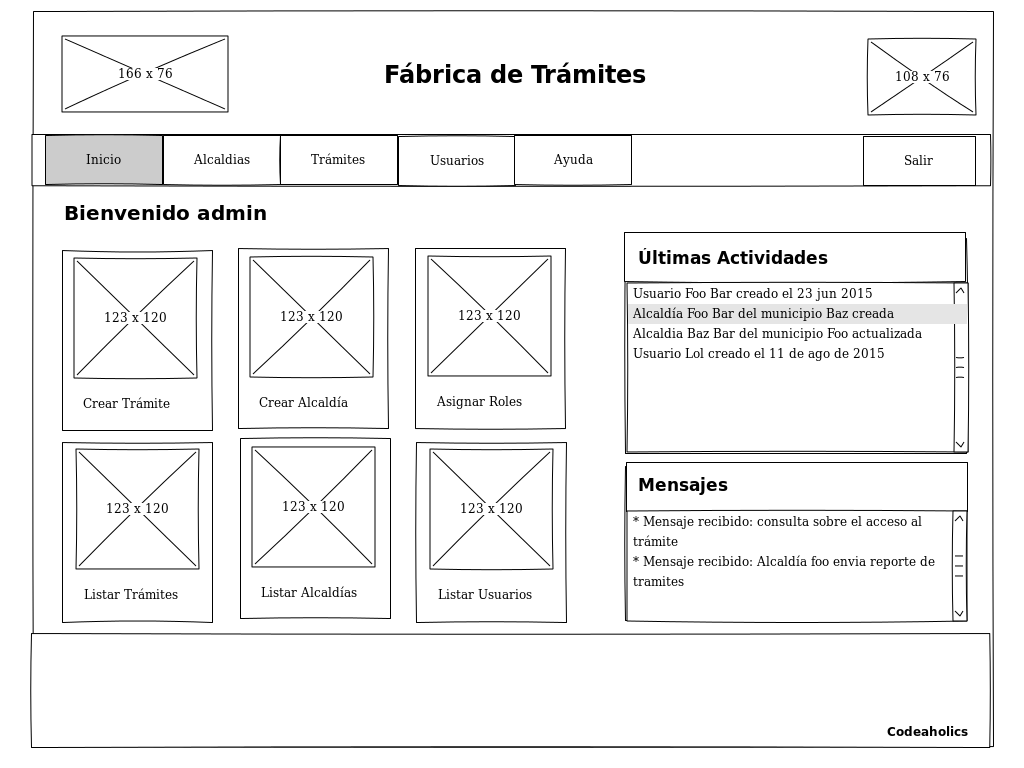 166 x 76
Fábrica de Trámites
108 x 76
Inicio
Alcaldias
Trámites
Usuarios
Ayuda
Salir
Bienvenido admin
123 x 120
Crear Trámite
123 x 120
Crear Alcaldía
123 x 120
Asignar Roles
123 x 120
Listar Trámites
123 x 120
Listar Alcaldías
123 x 120
Listar Usuarios
Últimas Actividades
Usuario Foo Bar creado el 23 jun 2015
Alcaldía Foo Bar del municipio Baz creada
Alcaldia Baz Bar del municipio Foo actualizada
Usuario Lol creado el 11 de ago de 2015
Mensajes
* Mensaje recibido: consulta sobre el acceso al
trámite
* Mensaje recibido: Alcaldía foo envia reporte de
tramites
Codeaholics